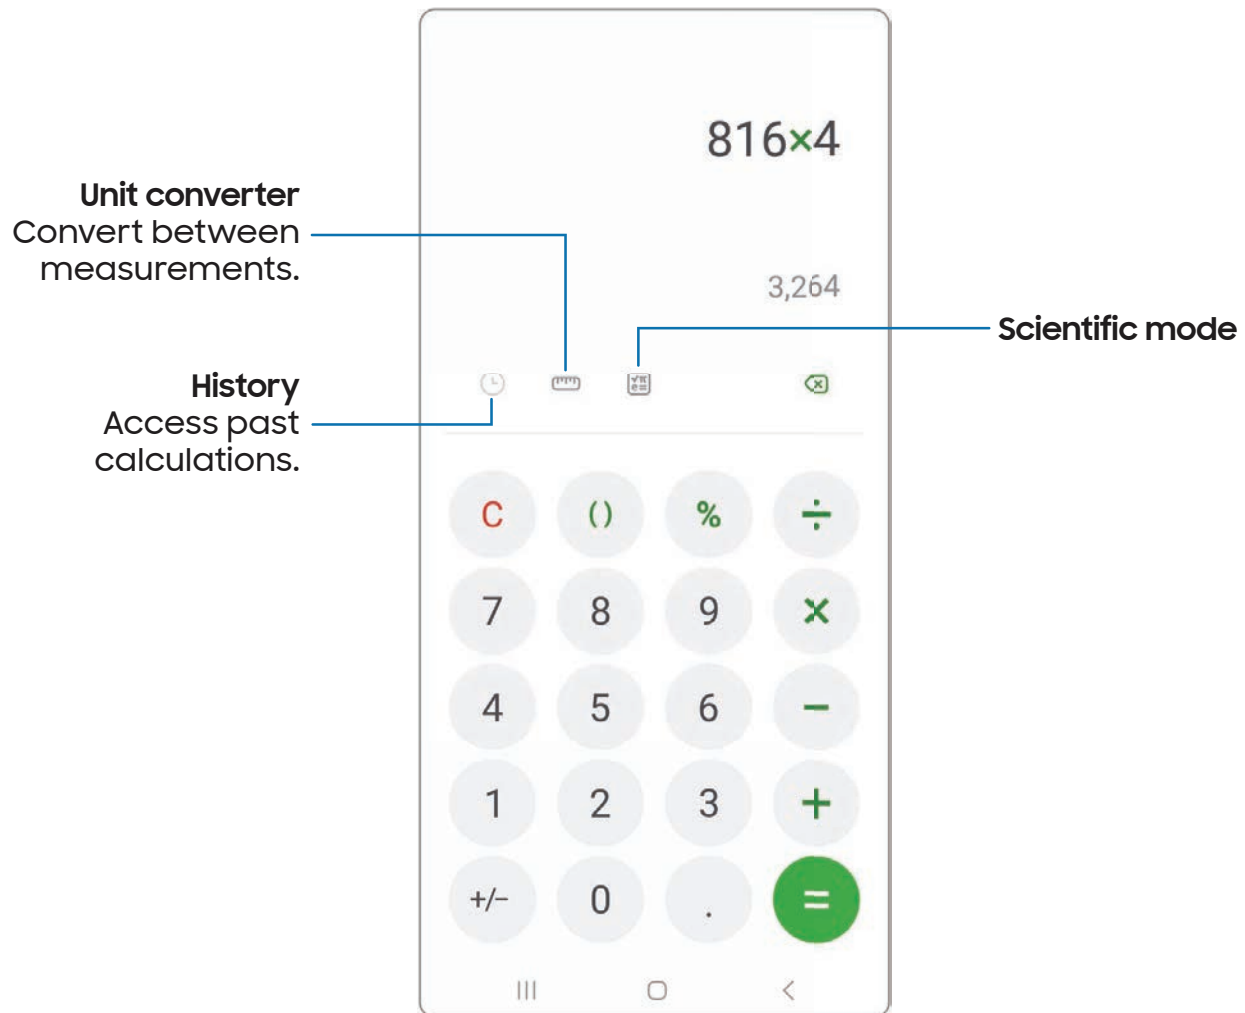 816×4
Unit converter
Convert between
measurements.
3,264
Scientific mode
History
Access past
calculations.
C () % ÷
7 8 9 ×
4 5 6 −
1 2 3 +
+/− 0 . =